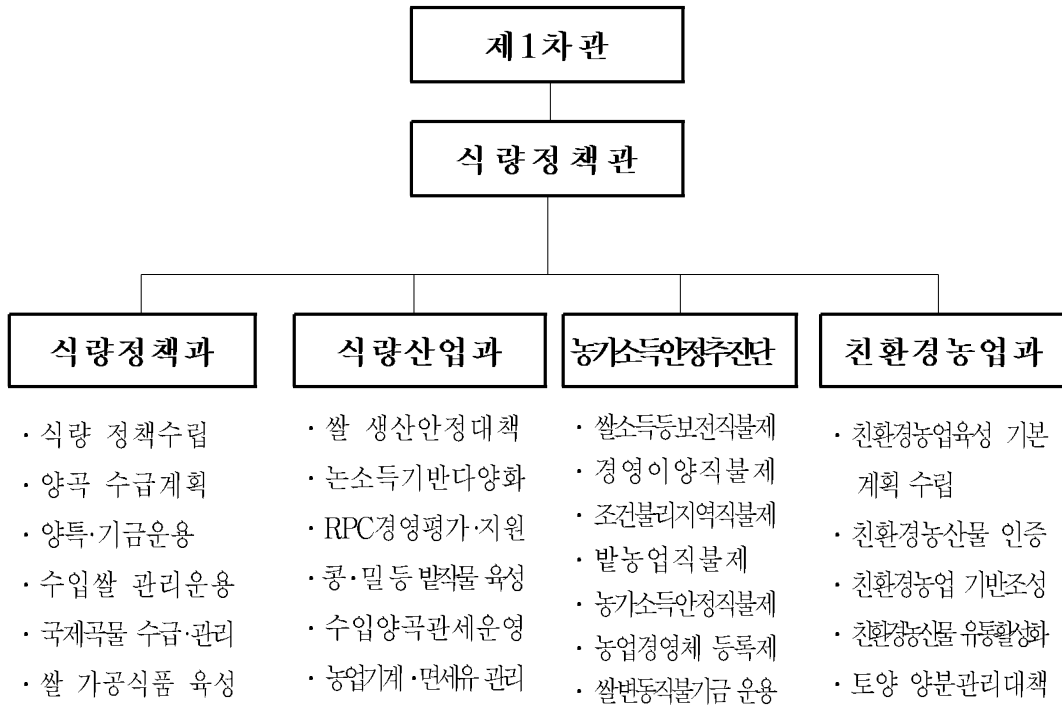 제1차관
식량정책관
식량정책과
· 식량 정책수립
· 양곡 수급계획
· 양특·기금운용
· 수입쌀 관리운용
· 국제곡물 수급·관리
· 쌀 가공식품 육성
식량산업과
· 쌀 생산안정대책
· 논소득기반다양화
· RPC경영평가·지원
· 콩·밀 등 밭작물 육성
· 수입양곡관세운영
· 농업기계·면세유 관리
농가소득안정추진단
· 쌀소득등보전직불제
· 경영이양직불제
· 조건불리지역직불제
· 밭농업직불제
· 농가소득안정직불제
· 농업경영체 등록제
· 쌀변동직불기금 운용
친환경농업과
· 친환경농업육성 기본
계획 수립
· 친환경농산물 인증
· 친환경농업 기반조성
· 친환경농산물 유통활성화
· 토양 양분관리대책